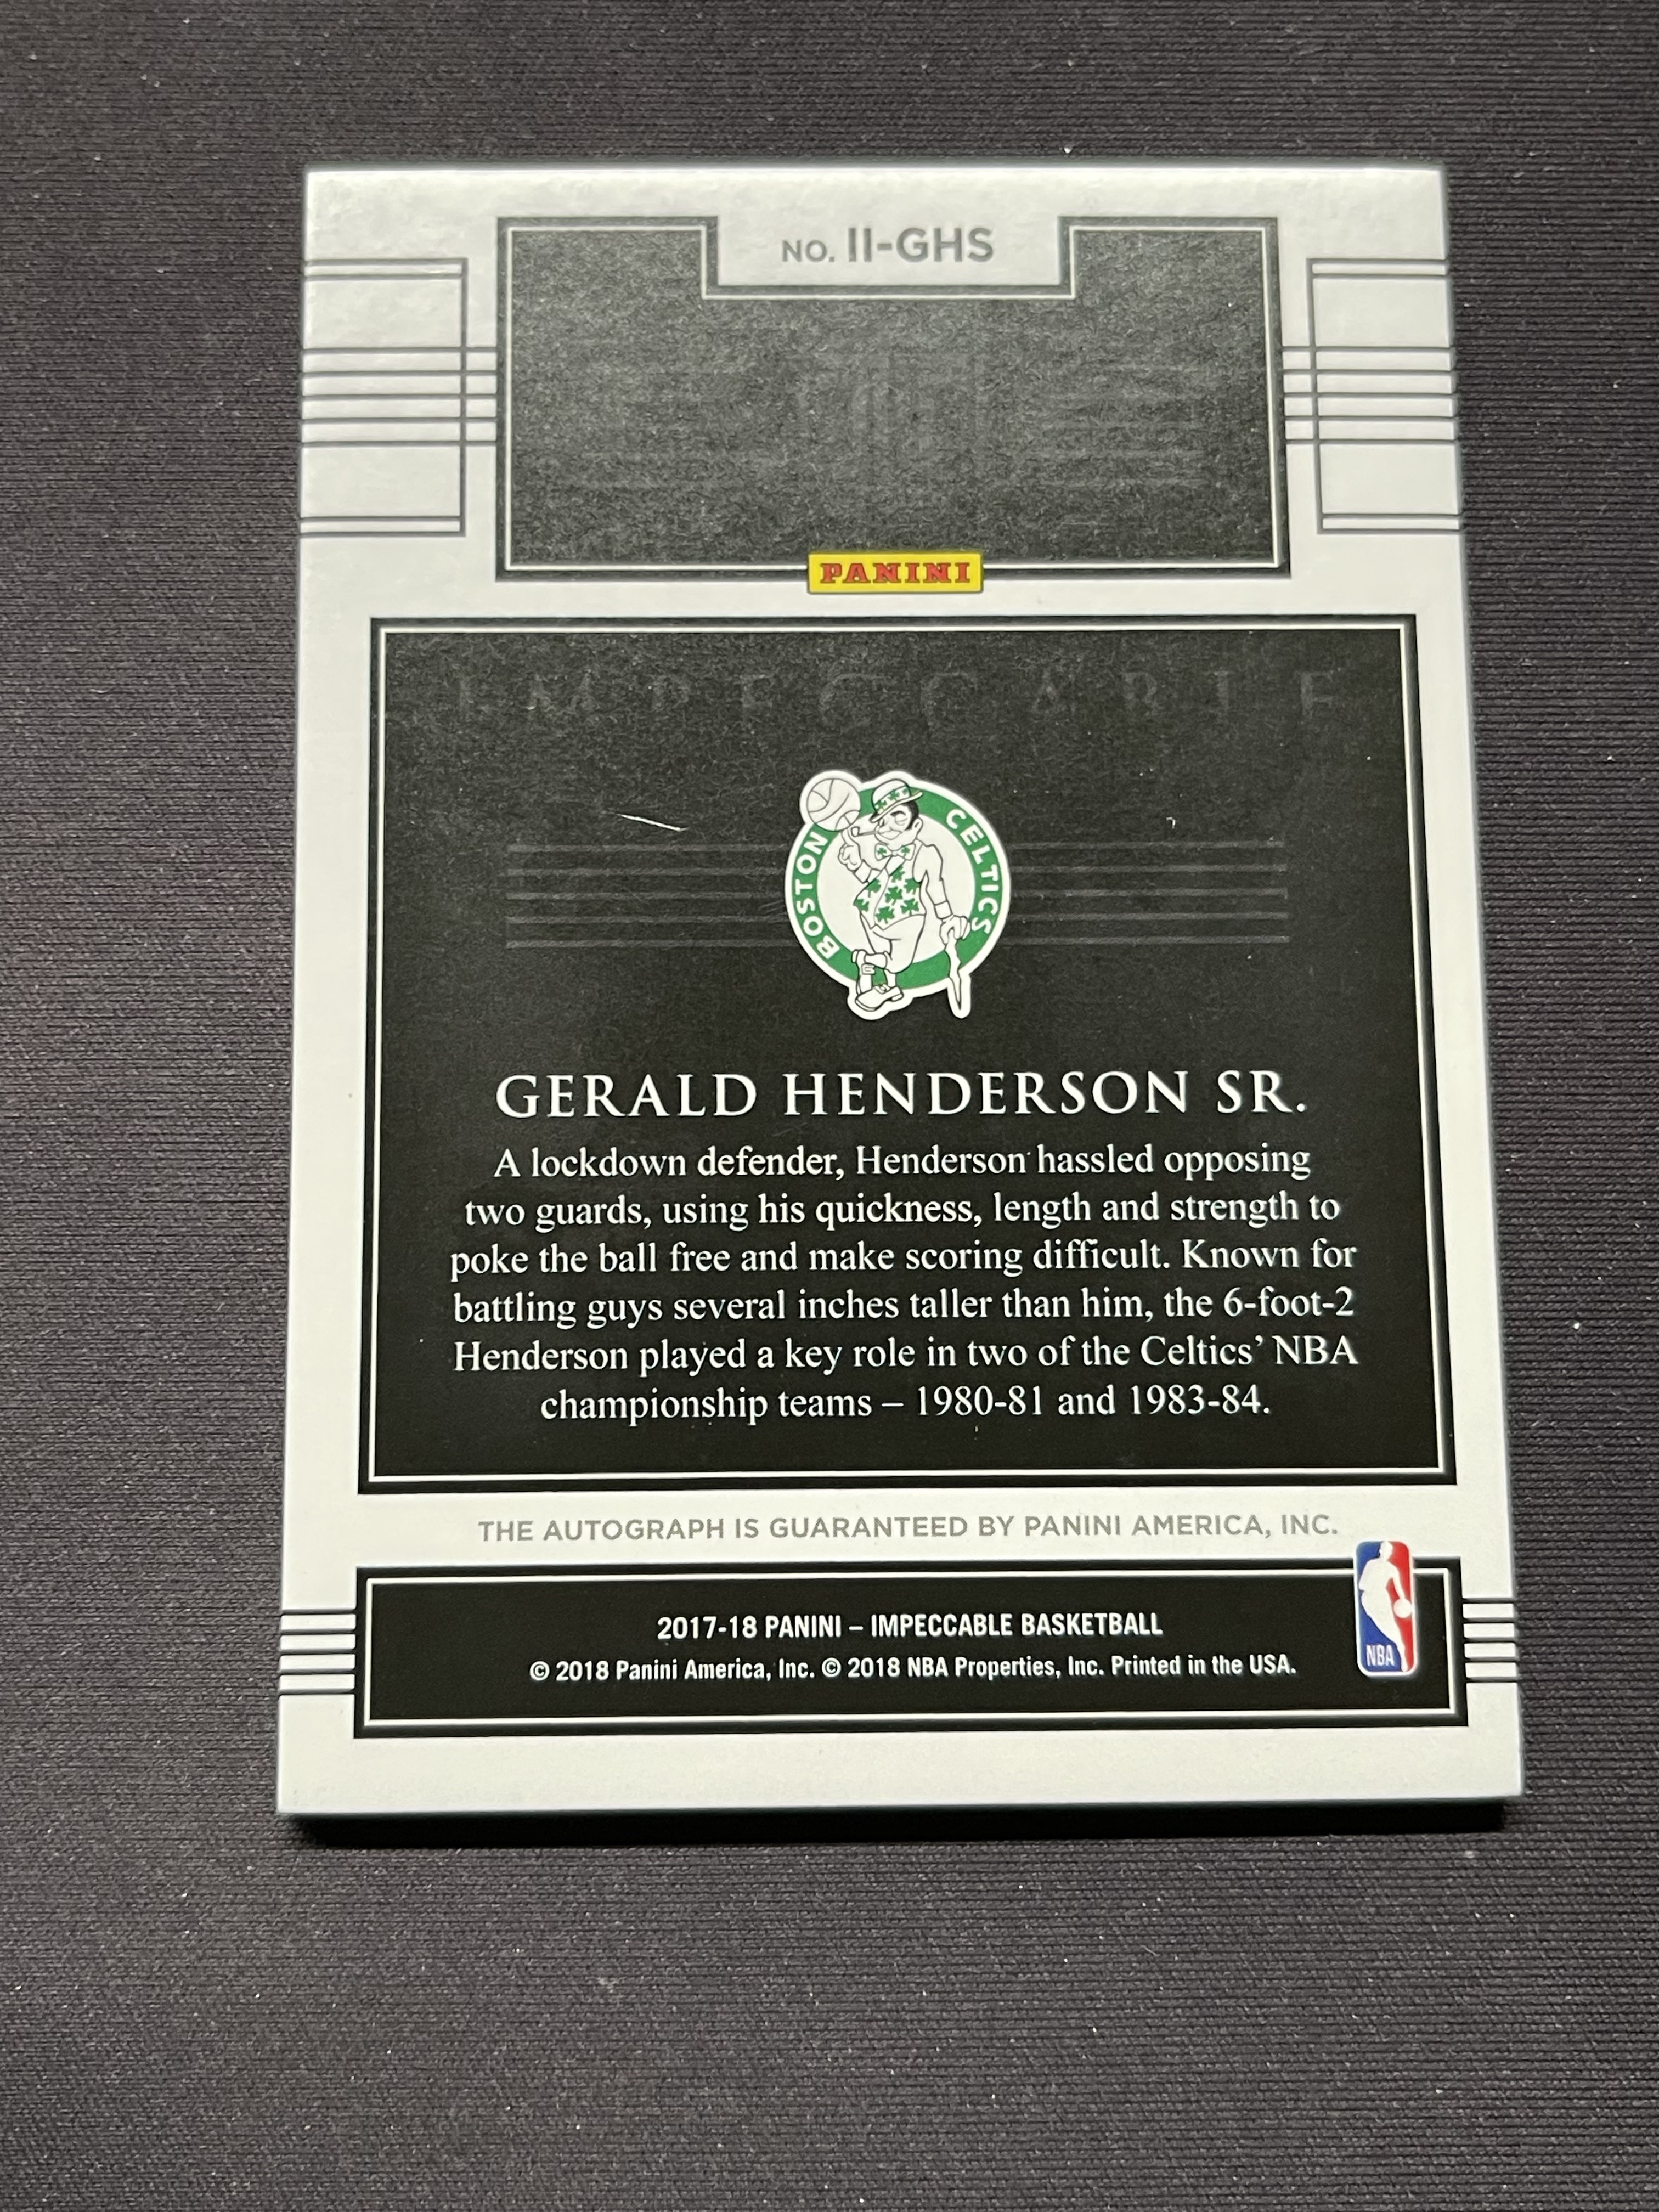 NO. II-GHS
PANINI
IMPECCABLE
BOSTON CELTICS
GERALD HENDERSON SR.
A lockdown defender, Henderson hassled opposing
two guards, using his quickness, length and strength to
poke the ball free and make scoring difficult. Known for
battling guys several inches taller than him, the 6-foot-2
Henderson played a key role in two of the Celtics’ NBA
championship teams – 1980-81 and 1983-84.
THE AUTOGRAPH IS GUARANTEED BY PANINI AMERICA, INC.
2017-18 PANINI – IMPECCABLE BASKETBALL
© 2018 Panini America, Inc. © 2018 NBA Properties, Inc. Printed in the USA.
NBA